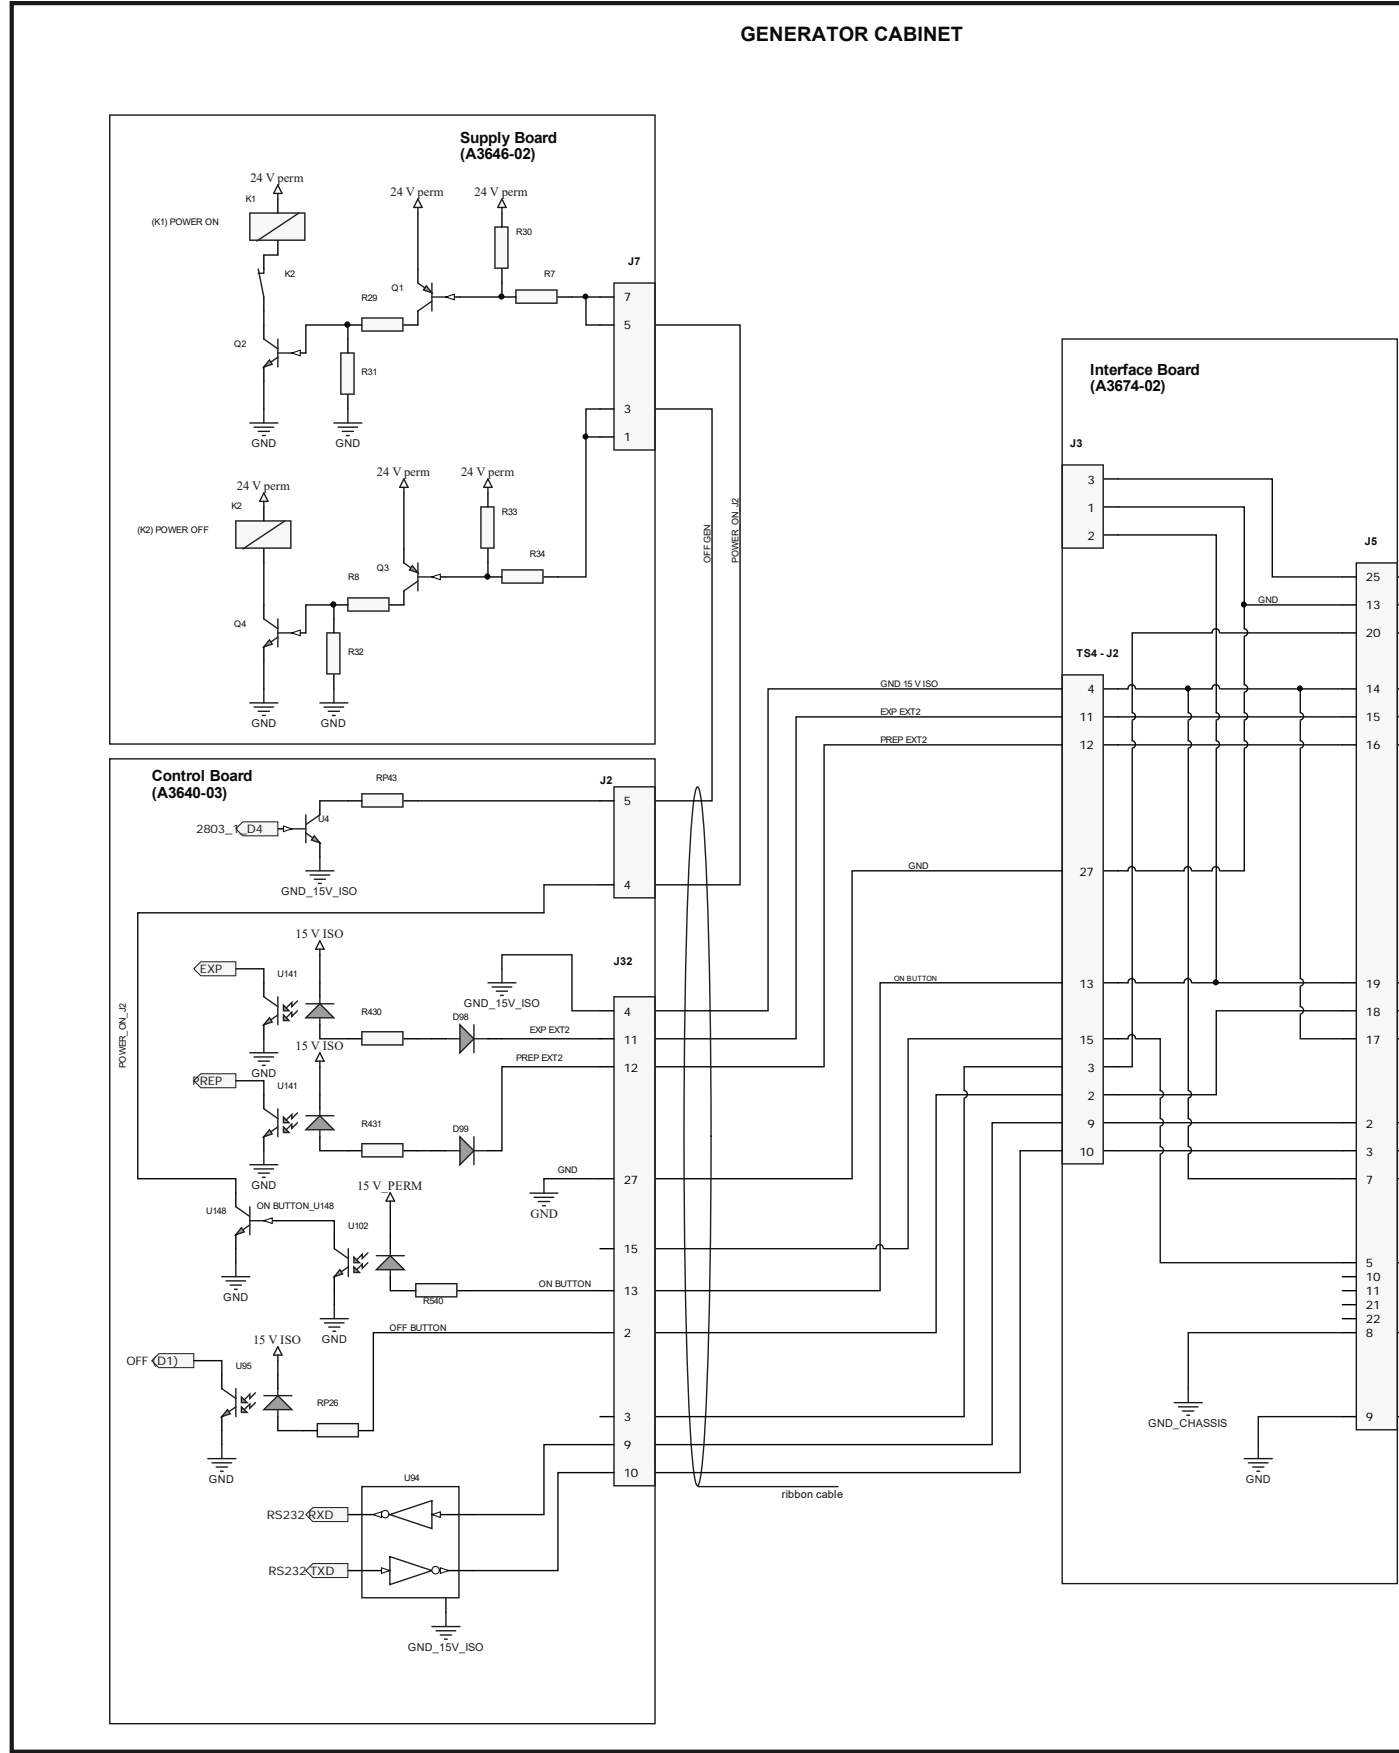 GENERATOR CABINET
Supply Board
(A3646-02)
24 V perm
K1
(K1) POWER ON
K2
24 V perm
24 V perm
R30
R7
J7
Q1
R29
7
5
Q2
R31
3
1
GND
GND
24 V perm
K2
(K2) POWER OFF
24 V perm
24 V perm
R33
R34
Q3
R8
Q4
R32
GND
GND
OFF GEN
POWER_ON_J2
Interface Board
(A3674-02)
J3
3
1
2
J5
25
13
20
GND
TS4 - J2
GND 15 V ISO
4
14
EXP EXT2
11
15
PREP EXT2
12
16
GND
27
ON BUTTON
13
19
18
15
17
3
2
9
2
10
3
7
5
10
11
21
22
8
9
GND_CHASSIS
GND
Control Board
(A3640-03)
RP43
J2
5
2803_1_D4
U4
GND_15V_ISO
4
15 V ISO
EXP
U141
GND_15V_ISO
J32
4
R430
D98
EXP EXT2
11
15 V ISO
GND
PREP EXT2
12
PREP
U141
R431
D99
GND
POWER_ON_J2
GND
27
GND
15 V_PERM
U148
ON BUTTON_U148
U102
15
ON BUTTON
13
R540
GND
OFF BUTTON
2
GND
15 V ISO
OFF (D1)
U95
RP26
3
9
10
GND
U94
ribbon cable
RS232 RXD
RS232 TXD
GND_15V_ISO